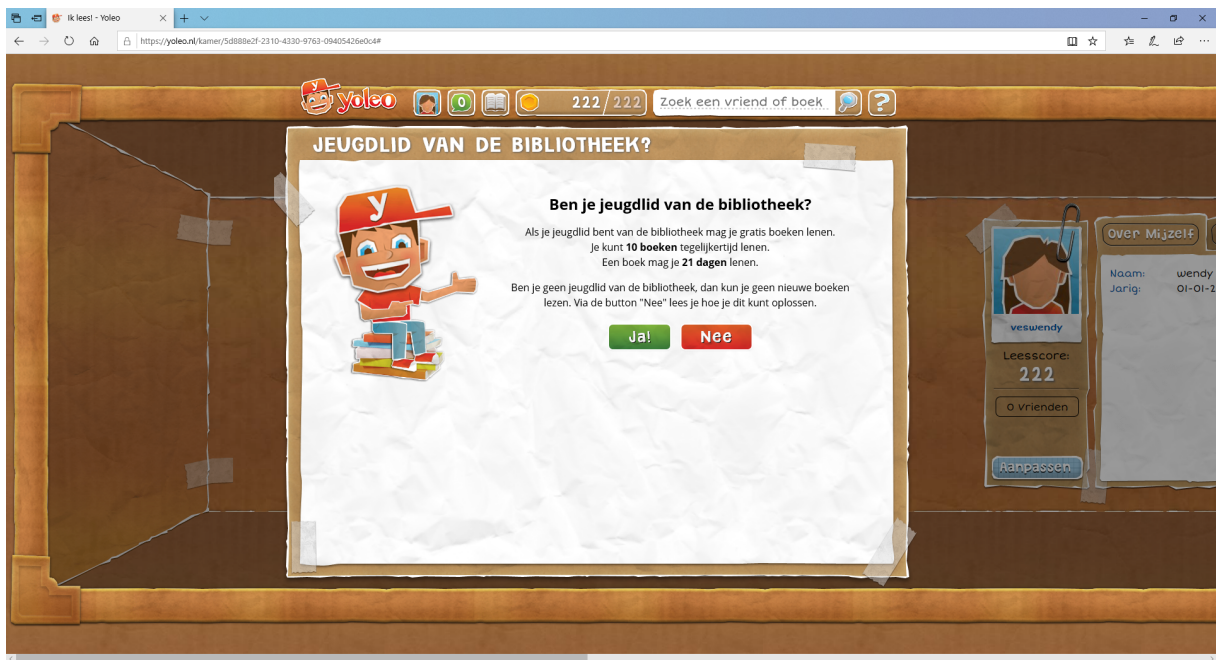 Ik lees! - Yoleo
https://yoleo.nl/kamer/5d888e2f-2310-4330-9763-09405426e0c4#
y
yoleo
0
222/222
Zoek een vriend of boek
?
JEUGDLID VAN DE BIBLIOTHEEK?
y
Ben je jeugdlid van de bibliotheek?
Als je jeugdlid bent van de bibliotheek mag je gratis boeken lenen.
Je kunt 10 boeken tegelijkertijd lenen.
Een boek mag je 21 dagen lenen.
Ben je geen jeugdlid van de bibliotheek, dan kun je geen nieuwe boeken
lezen. Via de button "Nee" lees je hoe je dit kunt oplossen.
Ja!
Nee
veswendy
Leesscore:
222
0 Vrienden
Aanpassen
Over Mijzelf
Naam: wendy
Jarig: 01-01-2